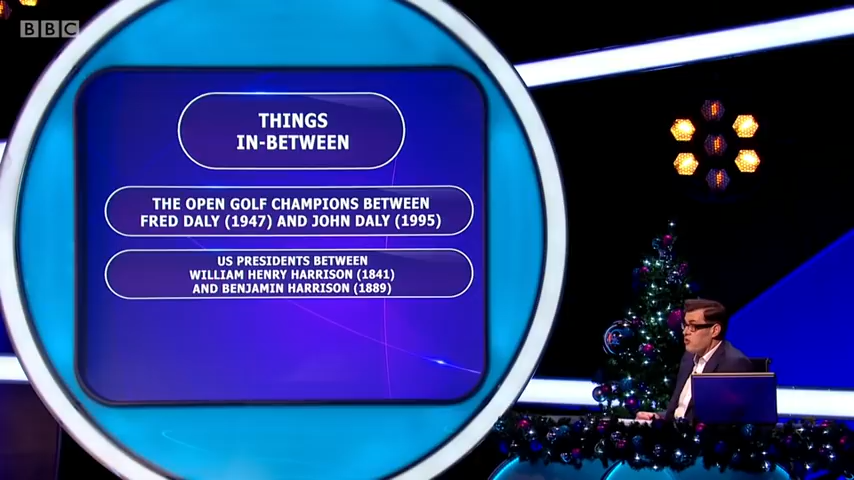 BBC
THINGS
IN-BETWEEN
THE OPEN GOLF CHAMPIONS BETWEEN
FRED DALY (1947) AND JOHN DALY (1995)
US PRESIDENTS BETWEEN
WILLIAM HENRY HARRISON (1841)
AND BENJAMIN HARRISON (1889)